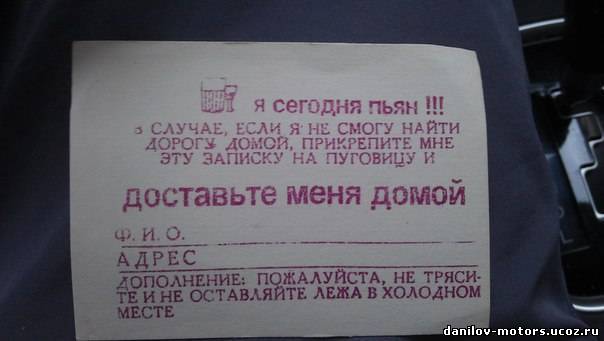 я сегодня пьян !!!
В СЛУЧАЕ, ЕСЛИ Я НЕ СМОГУ НАЙТИ
ДОРОГУ ДОМОЙ, ПРИКРЕПИТЕ МНЕ
ЭТУ ЗАПИСКУ НА ПУГОВИЦУ И
доставьте меня домой
Ф. И. О.
АДРЕС
ДОПОЛНЕНИЕ: ПОЖАЛУЙСТА, НЕ ТРЯСИ-
ТЕ И НЕ ОСТАВЛЯЙТЕ ЛЕЖА В ХОЛОДНОМ
МЕСТЕ
danilov-motors.ucoz.ru